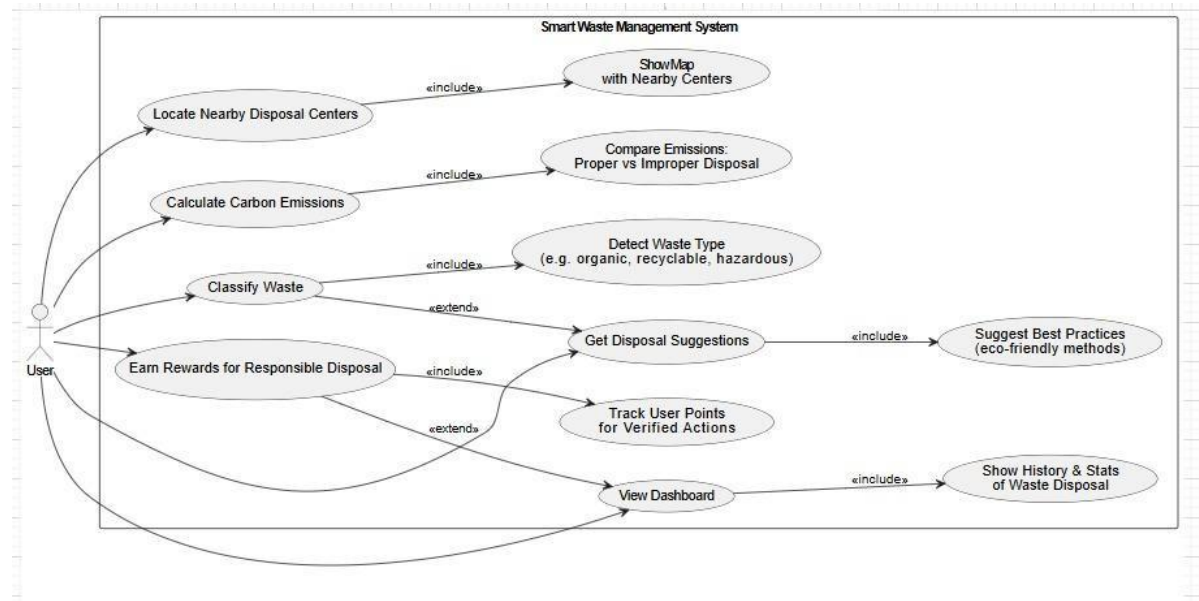 Smart Waste Management System
ShowMap
with Nearby Centers
«include»
Locate Nearby Disposal Centers
Compare Emissions:
Proper vs Improper Disposal
«include»
Calculate Carbon Emissions
Detect Waste Type
(e.g. organic, recyclable, hazardous)
«include»
Classify Waste
«extend»
Get Disposal Suggestions
«include»
Suggest Best Practices
(eco-friendly methods)
User
Earn Rewards for Responsible Disposal
«include»
Track User Points
for Verified Actions
«extend»
View Dashboard
«include»
Show History & Stats
of Waste Disposal